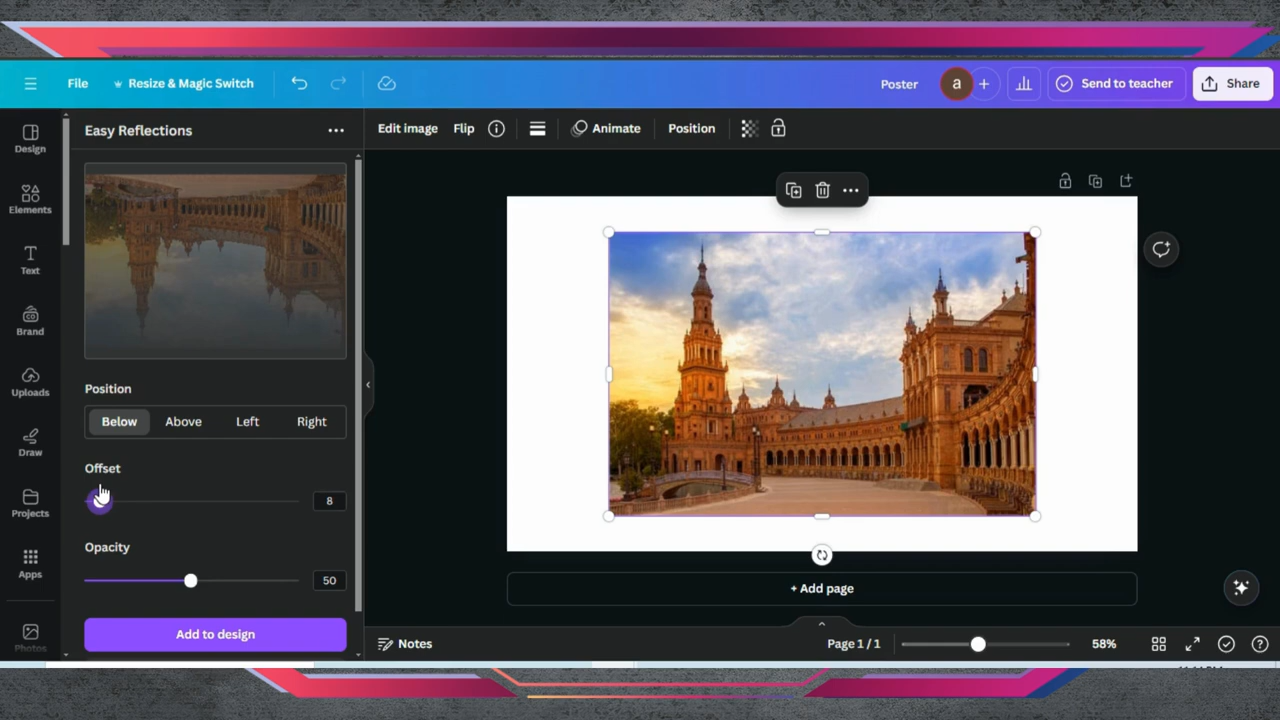 File
Resize & Magic Switch
Poster
a
Send to teacher
Share
Design
Elements
Text
Brand
Uploads
Draw
Projects
Apps
Photos
Easy Reflections
Position
Below Above Left Right
Offset
8
Opacity
50
Add to design
Edit image Flip Animate Position
+ Add page
Notes
Page 1 / 1
58%